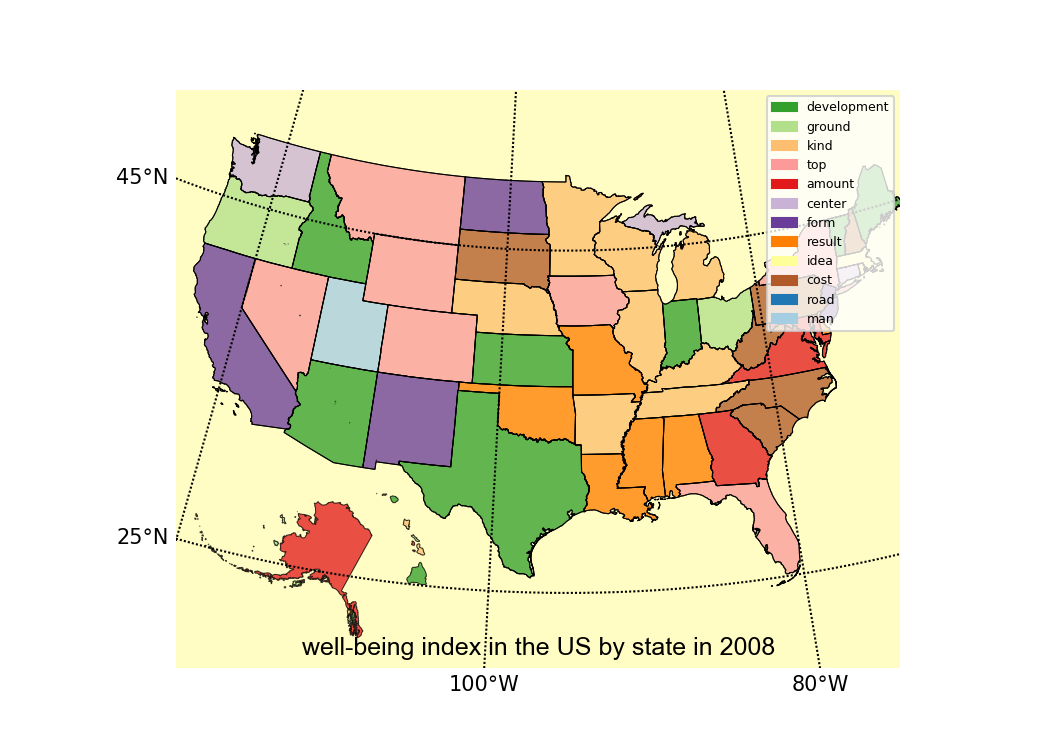 development
ground
kind
top
amount
center
form
result
idea
cost
road
man
45°N
25°N
well-being index in the US by state in 2008
100°W
80°W